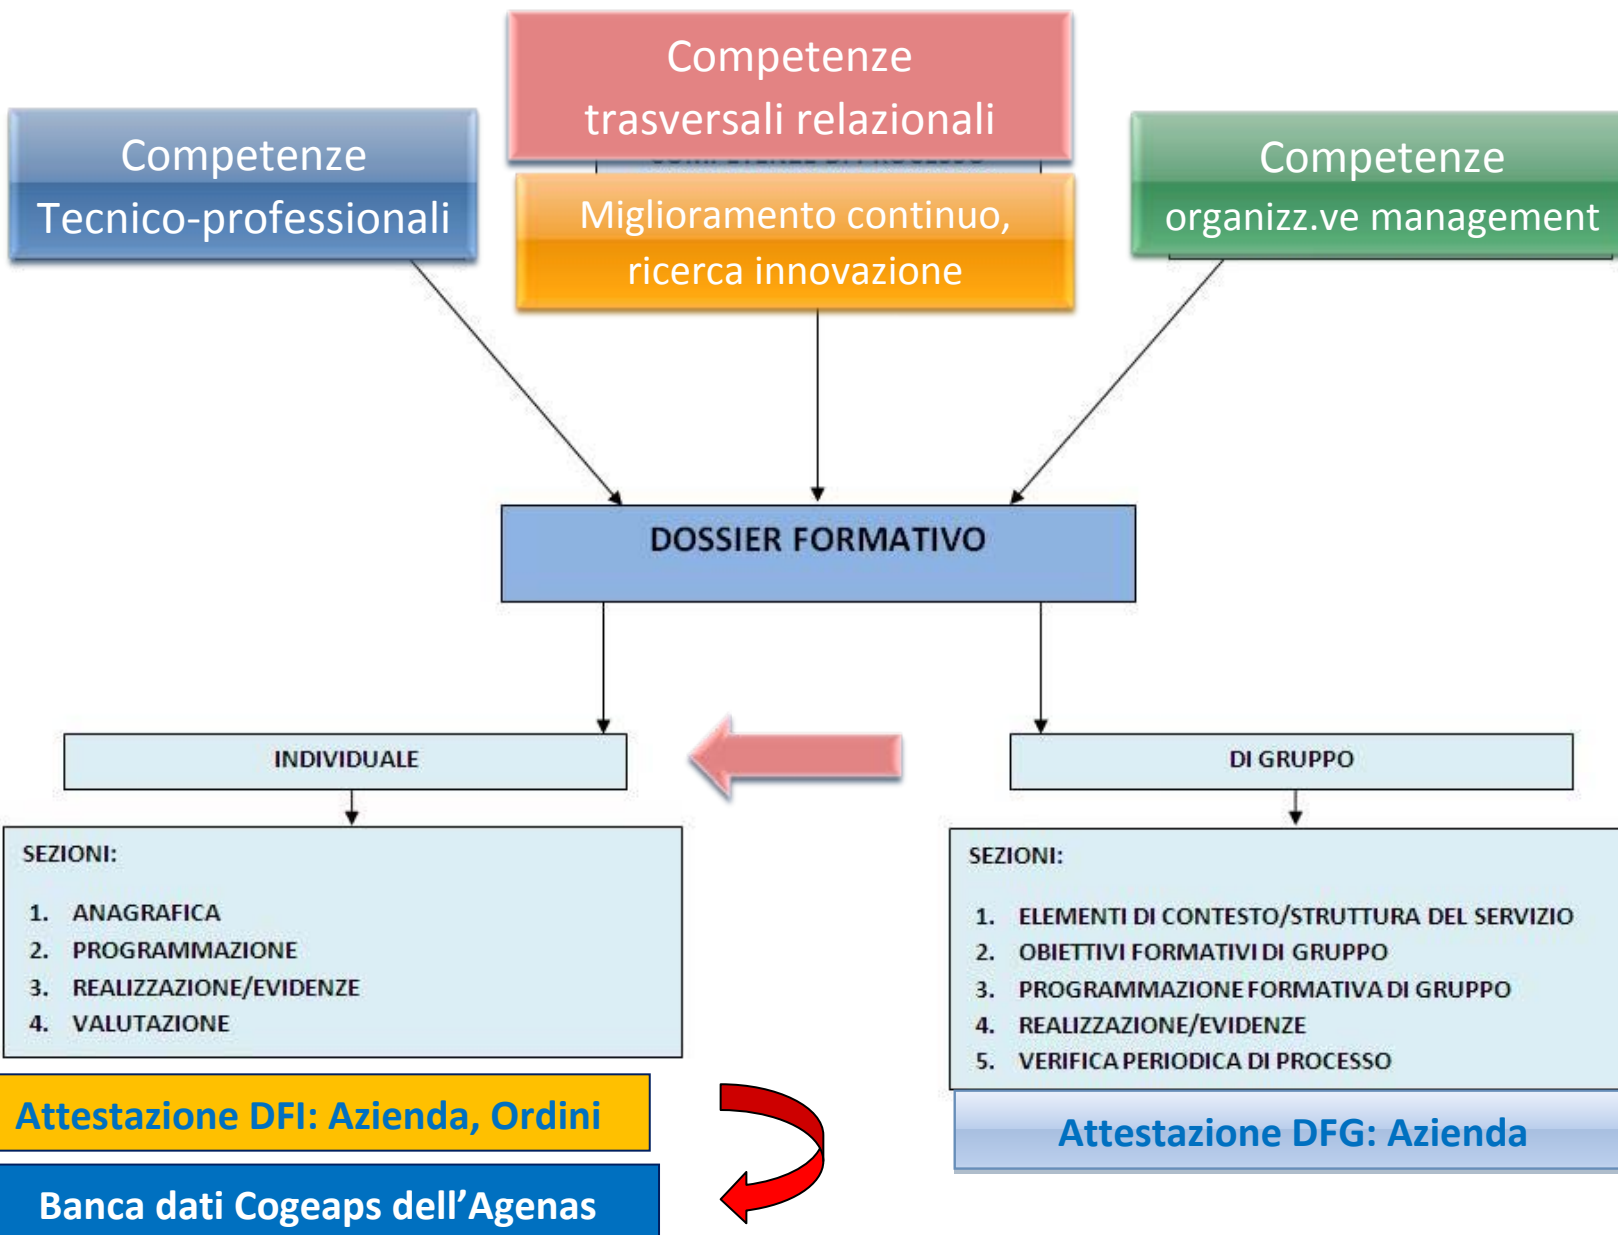 Competenze
trasversali relazionali
Competenze
Tecnico-professionali
Miglioramento continuo,
ricerca innovazione
Competenze
organizz.ve management
DOSSIER FORMATIVO
INDIVIDUALE
DI GRUPPO
SEZIONI:
1. ANAGRAFICA
2. PROGRAMMAZIONE
3. REALIZZAZIONE/EVIDENZE
4. VALUTAZIONE
SEZIONI:
1. ELEMENTI DI CONTESTO/STRUTTURA DEL SERVIZIO
2. OBIETTIVI FORMATIVI DI GRUPPO
3. PROGRAMMAZIONE FORMATIVA DI GRUPPO
4. REALIZZAZIONE/EVIDENZE
5. VERIFICA PERIODICA DI PROCESSO
Attestazione DFI: Azienda, Ordini
Attestazione DFG: Azienda
Banca dati Cogeaps dell’Agenas